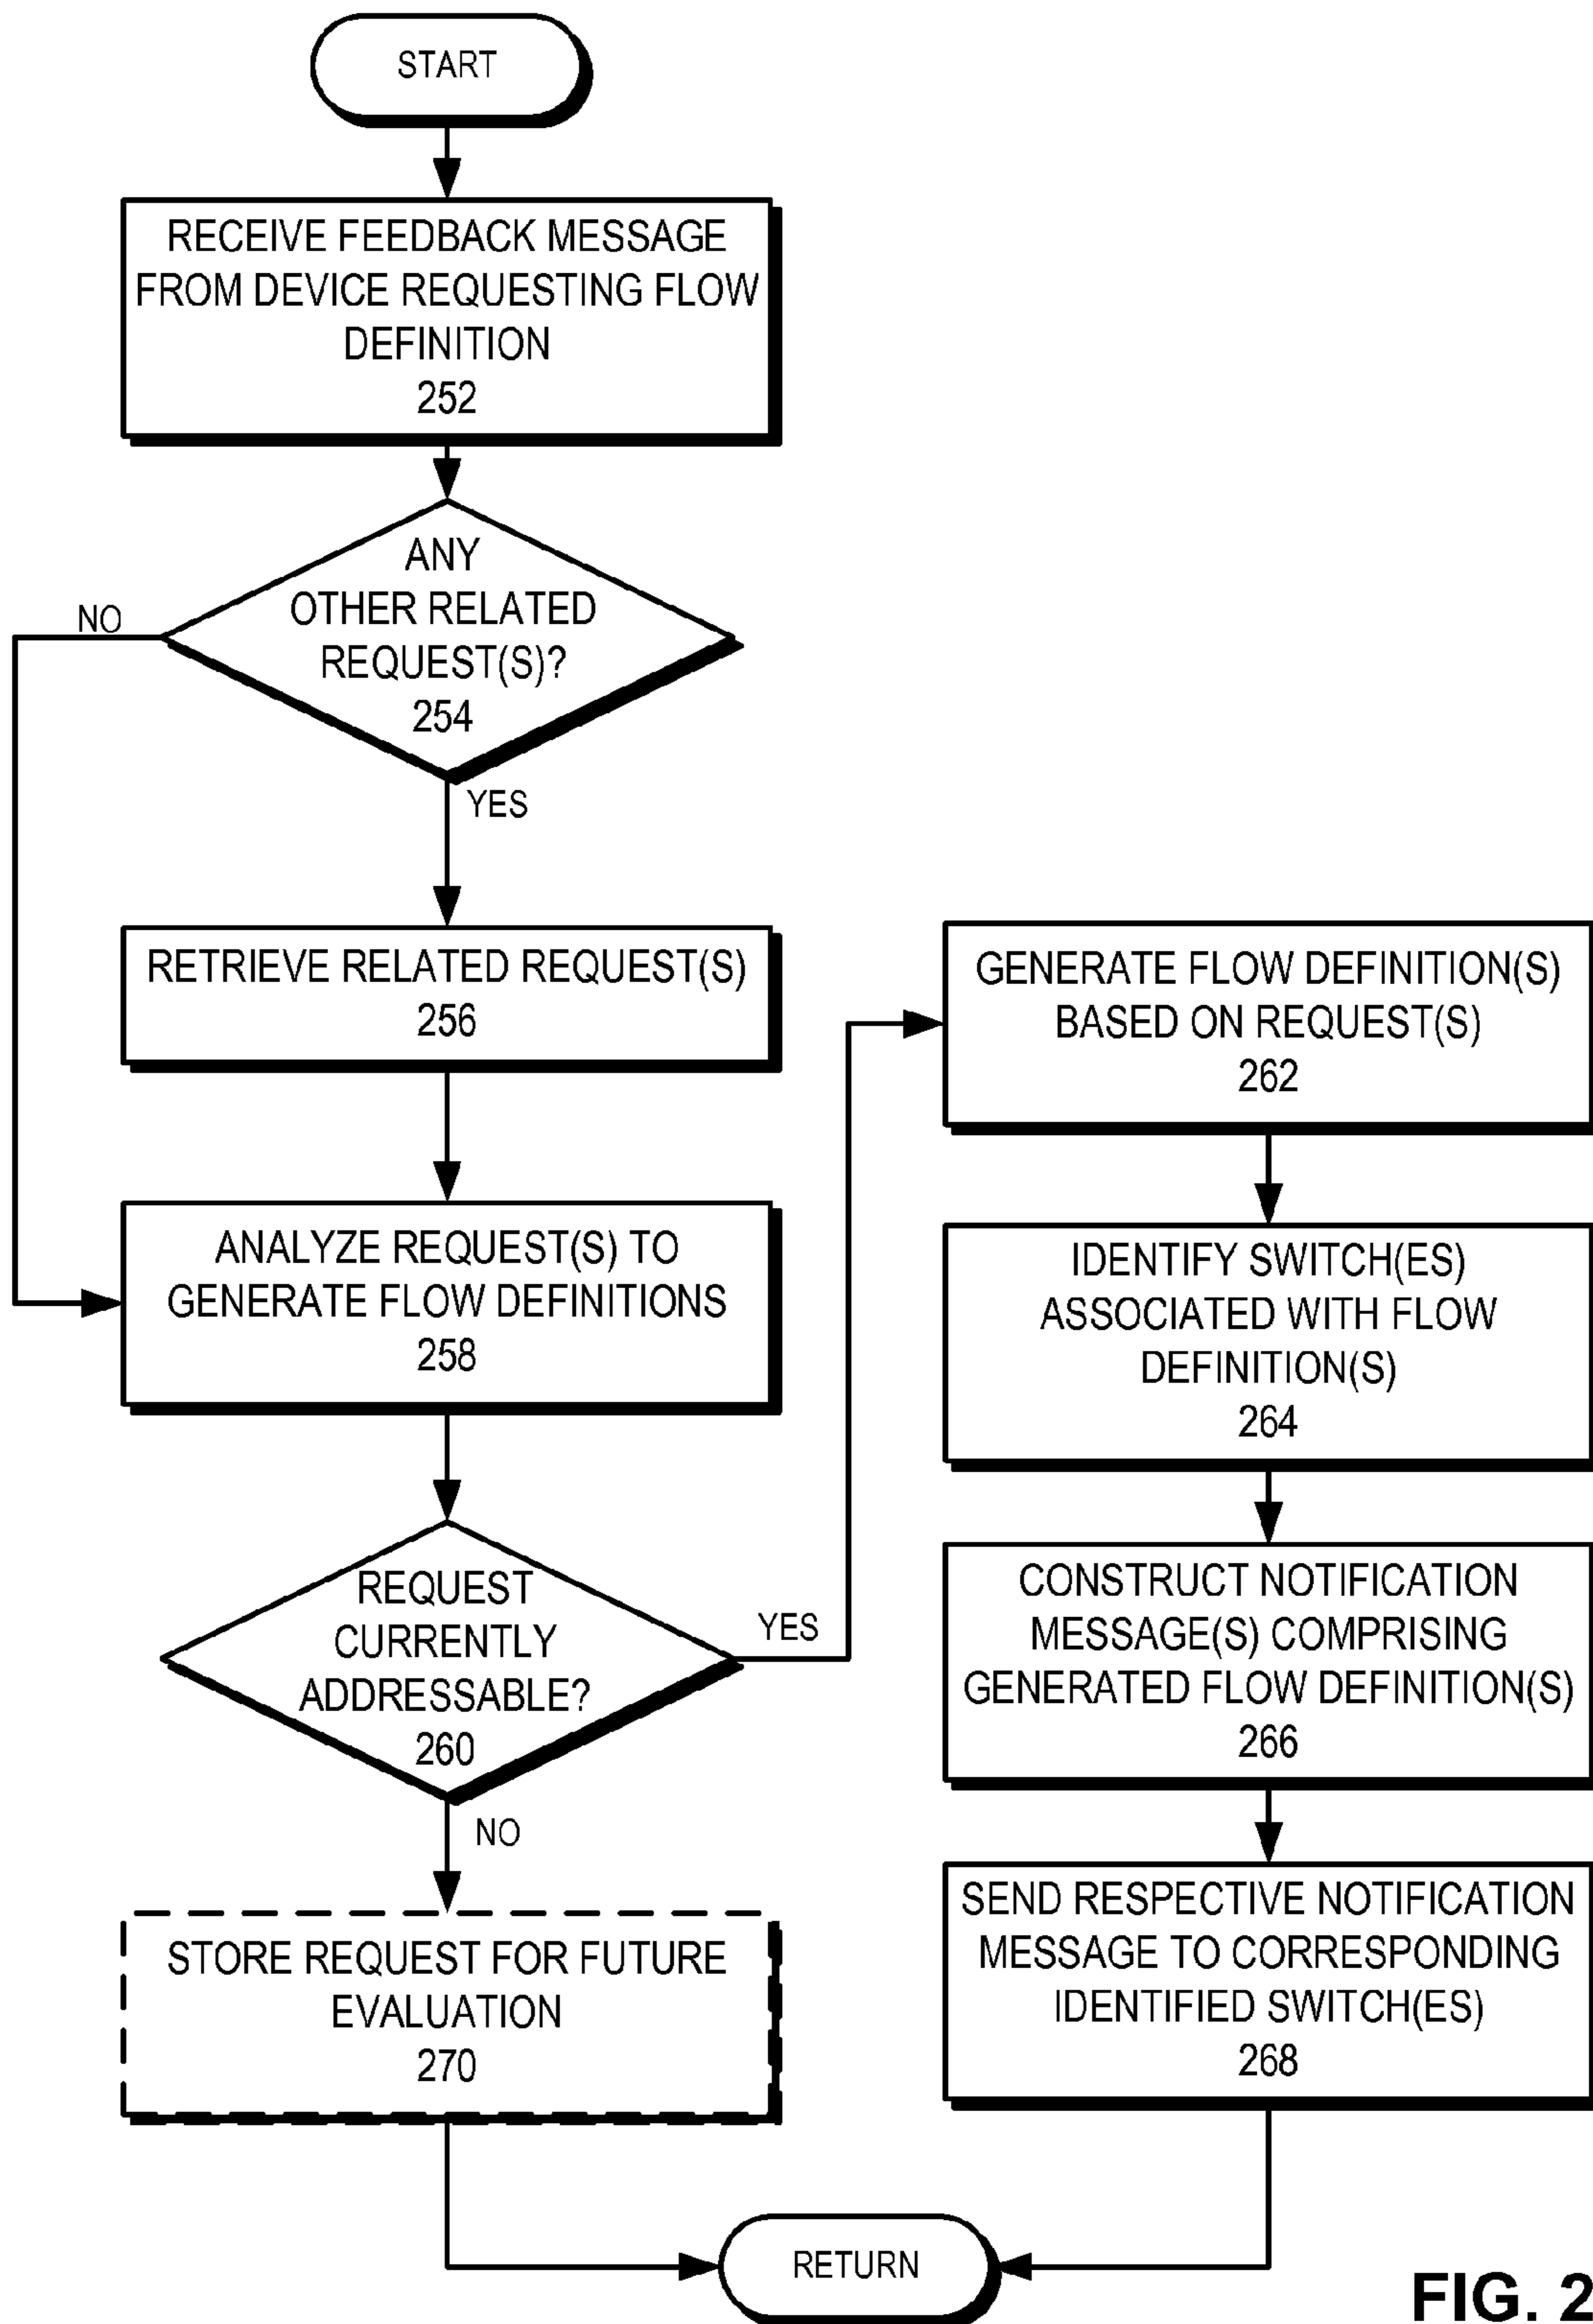 START
RECEIVE FEEDBACK MESSAGE
FROM DEVICE REQUESTING FLOW
DEFINITION
252
ANY
OTHER RELATED
REQUEST(S)?
254
NO
YES
RETRIEVE RELATED REQUEST(S)
256
ANALYZE REQUEST(S) TO
GENERATE FLOW DEFINITIONS
258
REQUEST
CURRENTLY
ADDRESSABLE?
260
YES
NO
STORE REQUEST FOR FUTURE
EVALUATION
270
GENERATE FLOW DEFINITION(S)
BASED ON REQUEST(S)
262
IDENTIFY SWITCH(ES)
ASSOCIATED WITH FLOW
DEFINITION(S)
264
CONSTRUCT NOTIFICATION
MESSAGE(S) COMPRISING
GENERATED FLOW DEFINITION(S)
266
SEND RESPECTIVE NOTIFICATION
MESSAGE TO CORRESPONDING
IDENTIFIED SWITCH(ES)
268
RETURN
FIG. 2